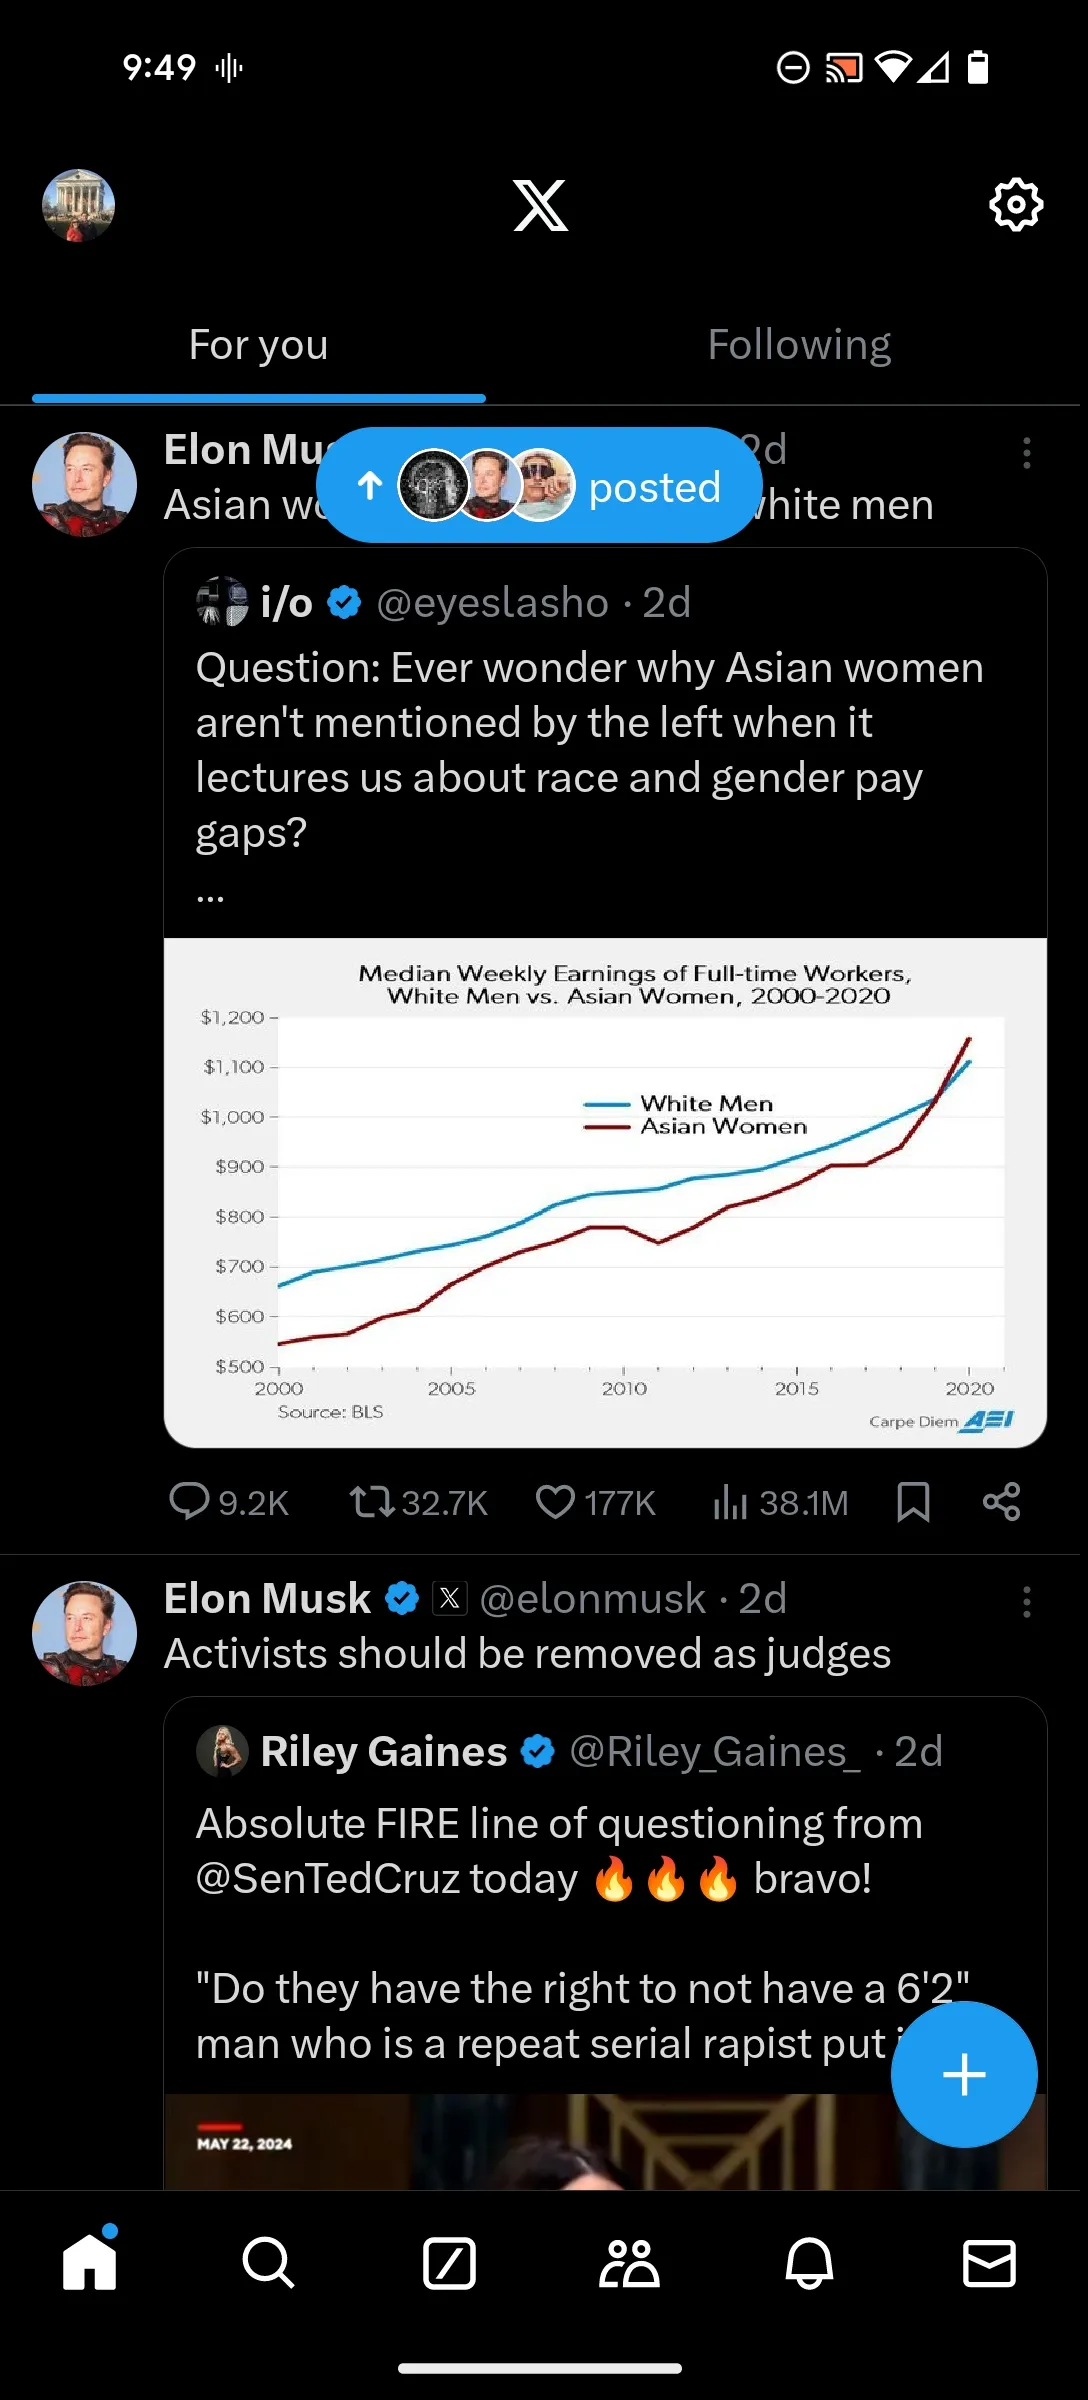 9:49
For you
Following
Elon Mu
2d
posted
Asian wo
white men
i/o @eyeslasho · 2d
Question: Ever wonder why Asian women
aren't mentioned by the left when it
lectures us about race and gender pay
gaps?
...
Median Weekly Earnings of Full-time Workers,
White Men vs. Asian Women, 2000-2020
$1,200
$1,100
$1,000
$900
$800
$700
$600
$500
White Men
Asian Women
2000 2005 2010 2015 2020
Source: BLS
Carpe Diem AEI
9.2K 32.7K 177K 38.1M
Elon Musk @elonmusk · 2d
Activists should be removed as judges
Riley Gaines @Riley_Gaines_ · 2d
Absolute FIRE line of questioning from
@SenTedCruz today 🔥🔥🔥 bravo!
"Do they have the right to not have a 6'2"
man who is a repeat serial rapist put
MAY 22, 2024